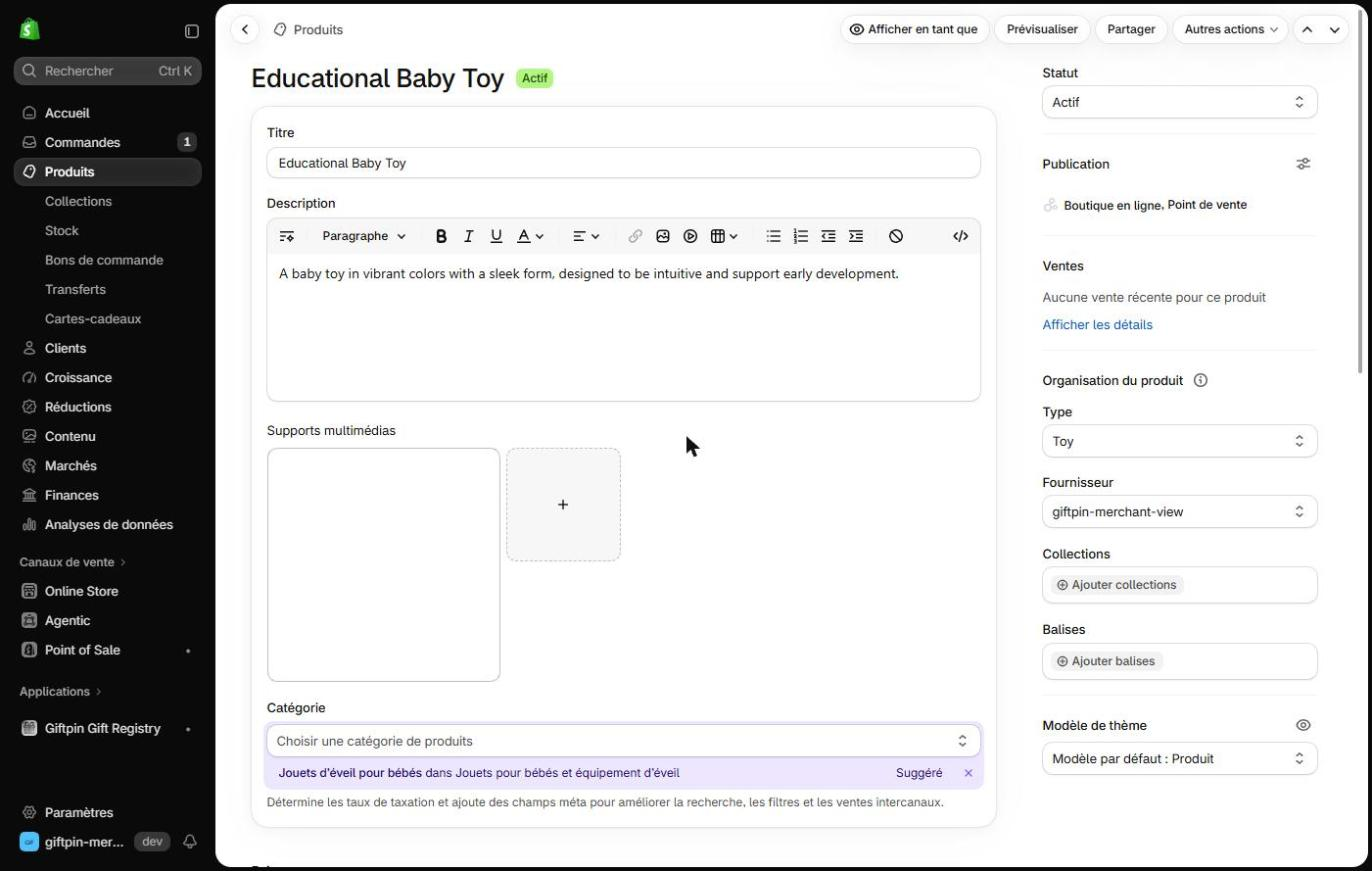 Rechercher Ctrl K
Accueil
Commandes 1
Produits
Collections
Stock
Bons de commande
Transferts
Cartes-cadeaux
Clients
Croissance
Réductions
Contenu
Marchés
Finances
Analyses de données
Canaux de vente
Online Store
Agentic
Point of Sale
Applications
Giftpin Gift Registry
Paramètres
giftpin-mer... dev
Produits
Afficher en tant que Prévisualiser Partager Autres actions
Educational Baby Toy Actif
Titre
Educational Baby Toy
Description
Paragraphe B I U A
A baby toy in vibrant colors with a sleek form, designed to be intuitive and support early development.
Supports multimédias
Catégorie
Choisir une catégorie de produits
Jouets d’éveil pour bébés dans Jouets pour bébés et équipement d’éveil Suggéré
Détermine les taux de taxation et ajoute des champs méta pour améliorer la recherche, les filtres et les ventes intercanaux.
Statut
Actif
Publication
Boutique en ligne, Point de vente
Ventes
Aucune vente récente pour ce produit
Afficher les détails
Organisation du produit
Type
Toy
Fournisseur
giftpin-merchant-view
Collections
Ajouter collections
Balises
Ajouter balises
Modèle de thème
Modèle par défaut : Produit